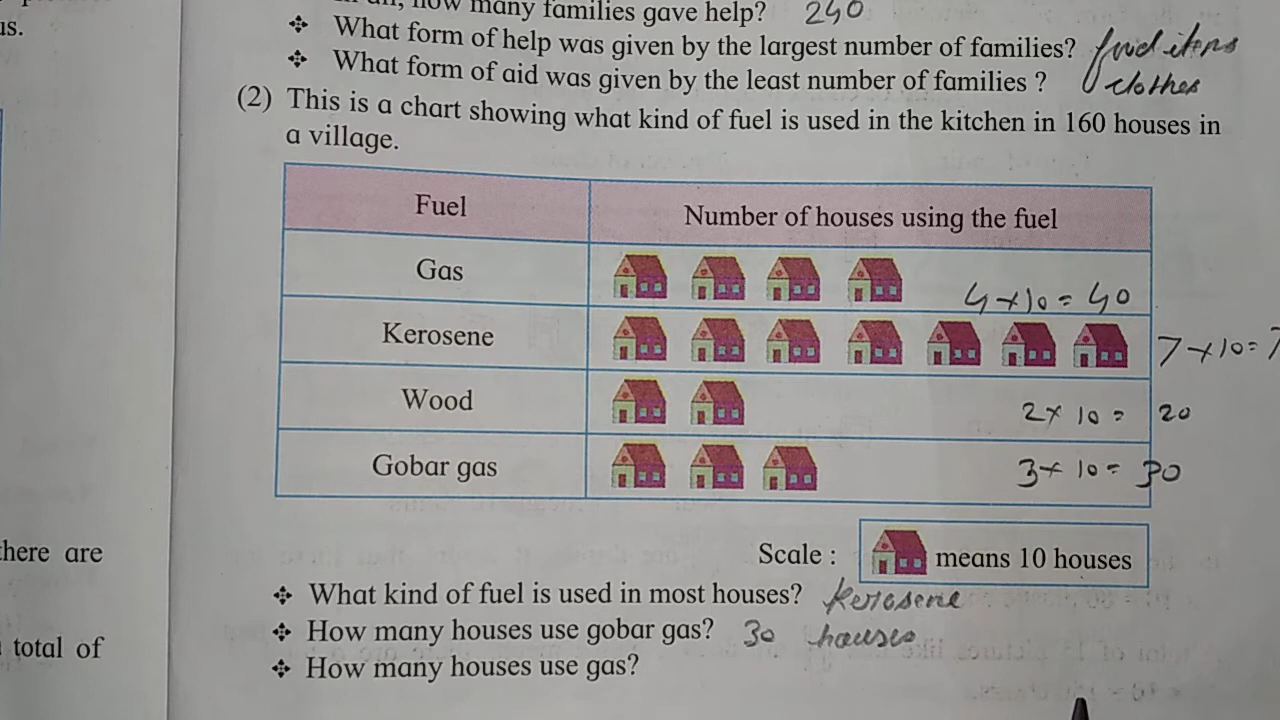 how many families gave help? 240
us.
❖ What form of help was given by the largest number of families? food items
❖ What form of aid was given by the least number of families ? clothes
(2) This is a chart showing what kind of fuel is used in the kitchen in 160 houses in
a village.
Fuel Number of houses using the fuel
Gas 4 × 10 = 40
Kerosene 7 × 10 = 7
Wood 2 × 10 = 20
Gobar gas 3 × 10 = 30
here are
Scale : means 10 houses
❖ What kind of fuel is used in most houses? kerosene
❖ How many houses use gobar gas? 30 houses
total of
❖ How many houses use gas?